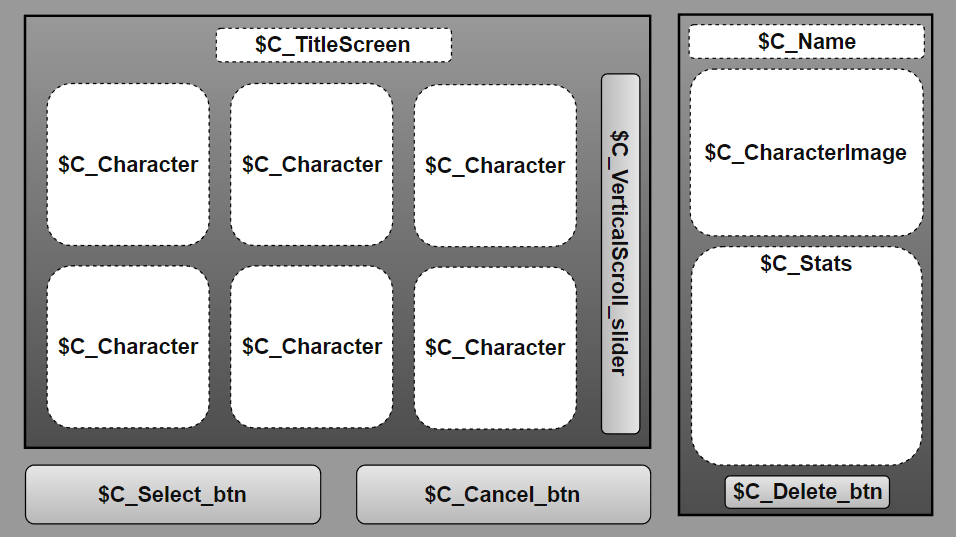 $C_TitleScreen
$C_Character
$C_Character
$C_Character
$C_Character
$C_Character
$C_Character
$C_VerticalScroll_slider
$C_Select_btn
$C_Cancel_btn
$C_Name
$C_CharacterImage
$C_Stats
$C_Delete_btn